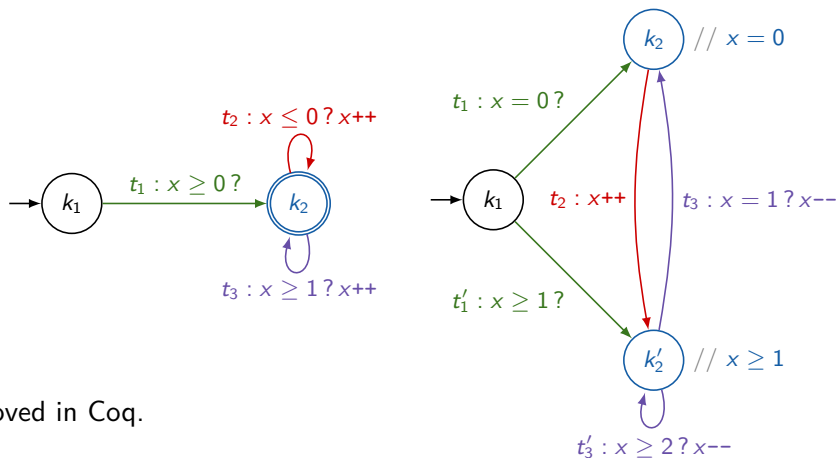 k₂ // x = 0
t₁ : x = 0 ?
t₂ : x ≤ 0 ? x++
k₁
t₁ : x ≥ 0 ?
k₂
t₃ : x ≥ 1 ? x++
k₁
t₂ : x++
t₃ : x = 1 ? x--
t′₁ : x ≥ 1 ?
k′₂ // x ≥ 1
oved in Coq.
t′₃ : x ≥ 2 ? x--